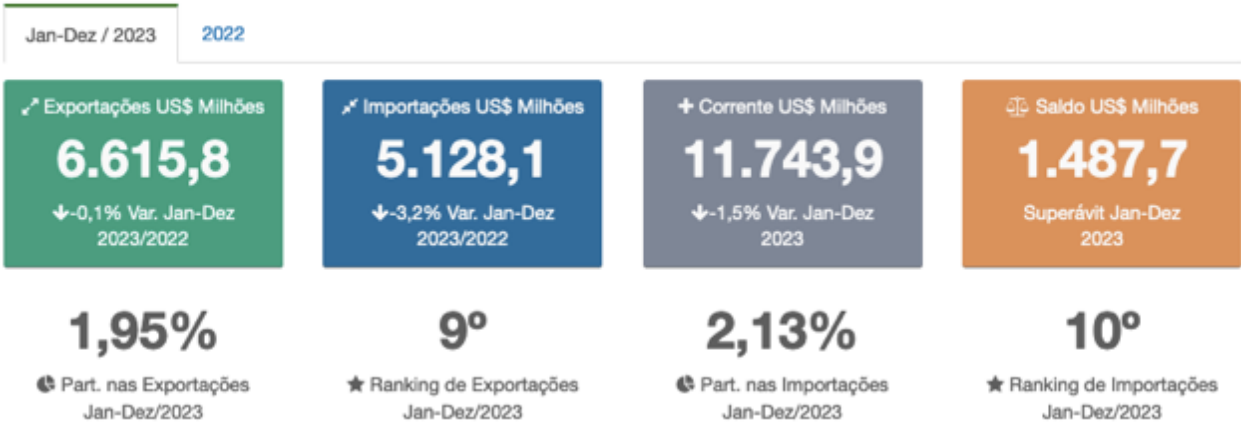 Jan-Dez / 2023
2022
Exportações US$ Milhões
6.615,8
-0,1% Var. Jan-Dez
2023/2022
Importações US$ Milhões
5.128,1
-3,2% Var. Jan-Dez
2023/2022
Corrente US$ Milhões
11.743,9
-1,5% Var. Jan-Dez
2023
Saldo US$ Milhões
1.487,7
Superávit Jan-Dez
2023
1,95%
Part. nas Exportações
Jan-Dez/2023
9º
Ranking de Exportações
Jan-Dez/2023
2,13%
Part. nas Importações
Jan-Dez/2023
10º
Ranking de Importações
Jan-Dez/2023